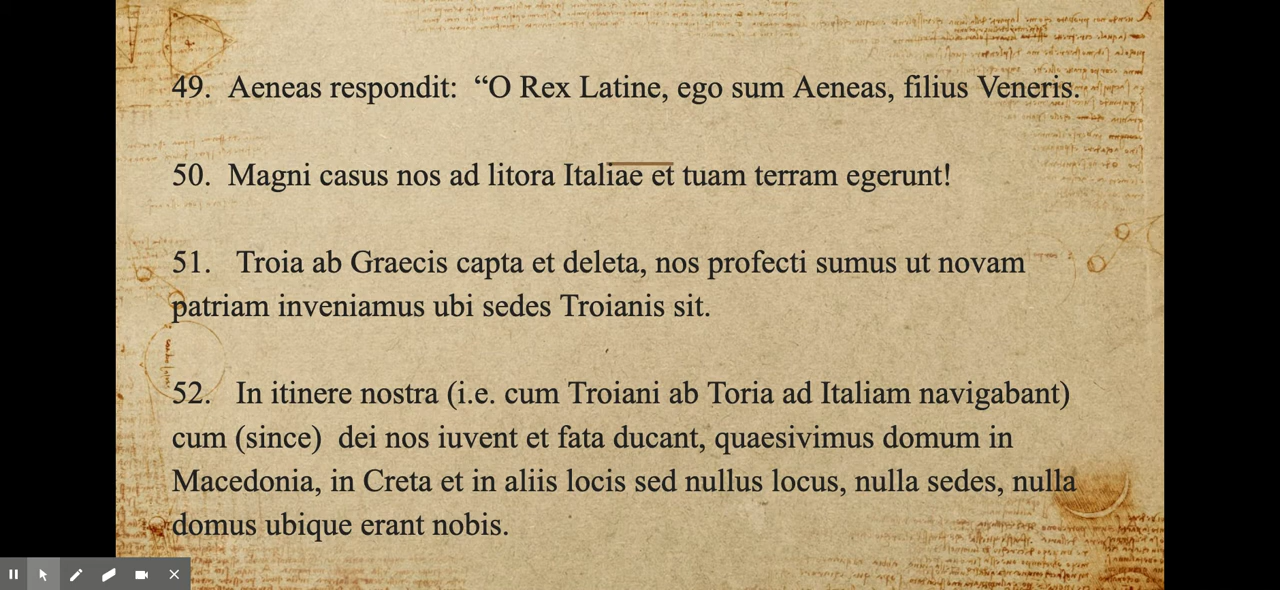 49. Aeneas respondit: “O Rex Latine, ego sum Aeneas, filius Veneris.
50. Magni casus nos ad litora Italiae et tuam terram egerunt!
51. Troia ab Graecis capta et deleta, nos profecti sumus ut novam
patriam inveniamus ubi sedes Troianis sit.
52. In itinere nostra (i.e. cum Troiani ab Toria ad Italiam navigabant)
cum (since) dei nos iuvent et fata ducant, quaesivimus domum in
Macedonia, in Creta et in aliis locis sed nullus locus, nulla sedes, nulla
domus ubique erant nobis.